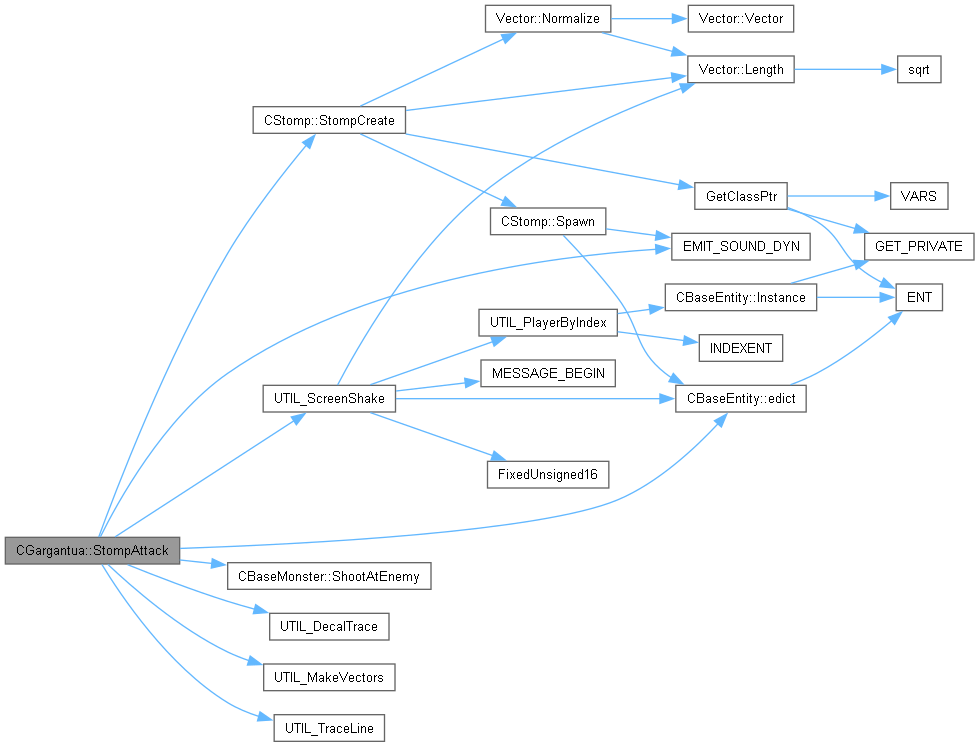 Vector::Normalize
Vector::Vector
Vector::Length
sqrt
CStomp::StompCreate
GetClassPtr
VARS
CStomp::Spawn
EMIT_SOUND_DYN
GET_PRIVATE
CBaseEntity::Instance
ENT
UTIL_PlayerByIndex
INDEXENT
MESSAGE_BEGIN
UTIL_ScreenShake
CBaseEntity::edict
FixedUnsigned16
CGargantua::StompAttack
CBaseMonster::ShootAtEnemy
UTIL_DecalTrace
UTIL_MakeVectors
UTIL_TraceLine